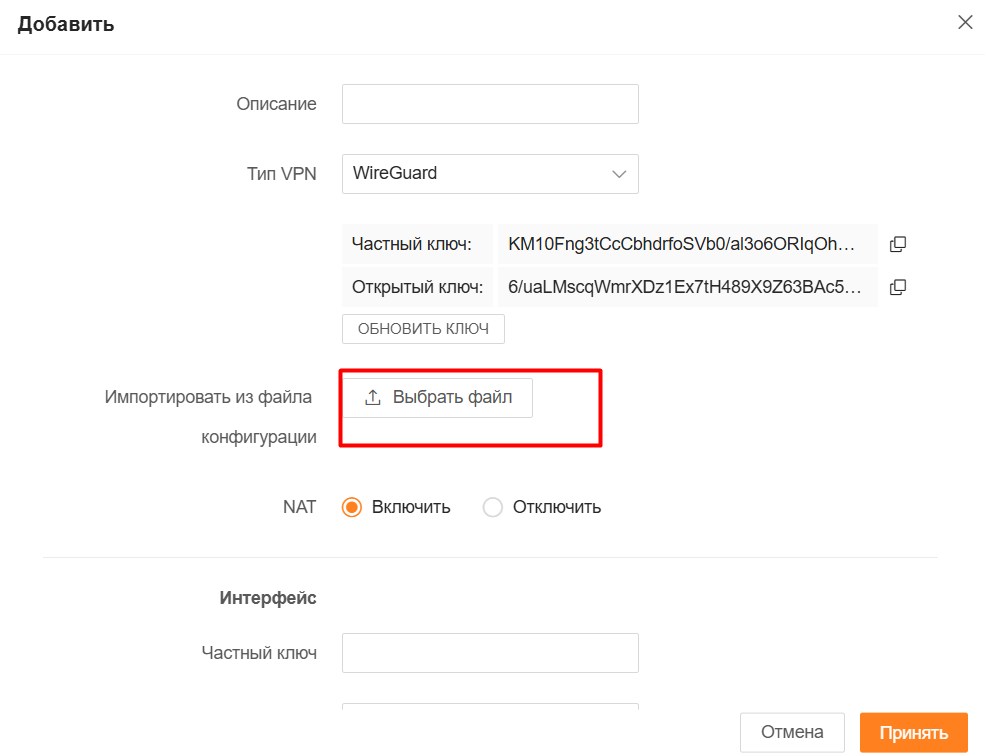 Добавить
Описание
Тип VPN WireGuard
Частный ключ: KM10Fng3tCcCbhdrfoSVb0/al3o6ORIqOh...
Открытый ключ: 6/uaLMscqWmrXDz1Ex7tH489X9Z63BAc5...
ОБНОВИТЬ КЛЮЧ
Импортировать из файла Выбрать файл
конфигурации
NAT Включить Отключить
Интерфейс
Частный ключ
Отмена Принять